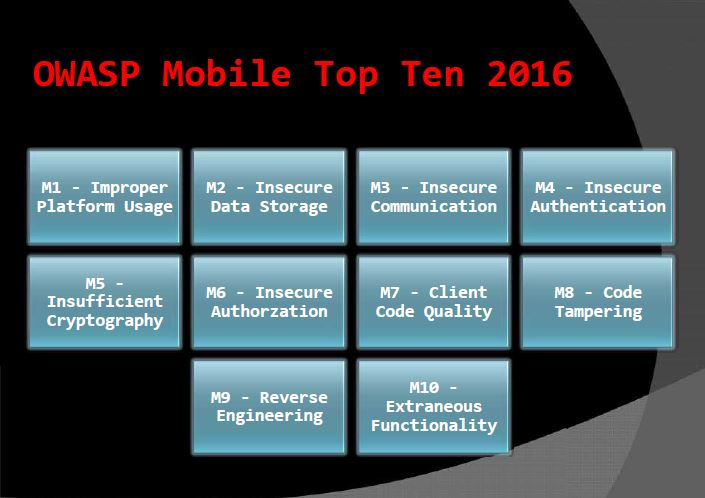 OWASP Mobile Top Ten 2016
M1 - Improper
Platform Usage
M2 - Insecure
Data Storage
M3 - Insecure
Communication
M4 - Insecure
Authentication
M5 -
Insufficient
Cryptography
M6 - Insecure
Authorzation
M7 - Client
Code Quality
M8 - Code
Tampering
M9 - Reverse
Engineering
M10 -
Extraneous
Functionality